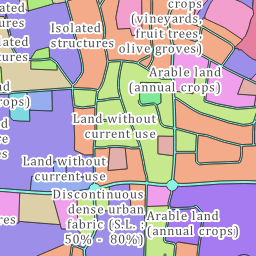 crops
(vineyards,
fruit trees,
olive groves)
Isolated
structures
Arable land
(annual crops)
Land without
current use
Land without
current use
Discontinuous
dense urban
fabric (S.L. :
50% - 80%)
Arable land
(annual crops)